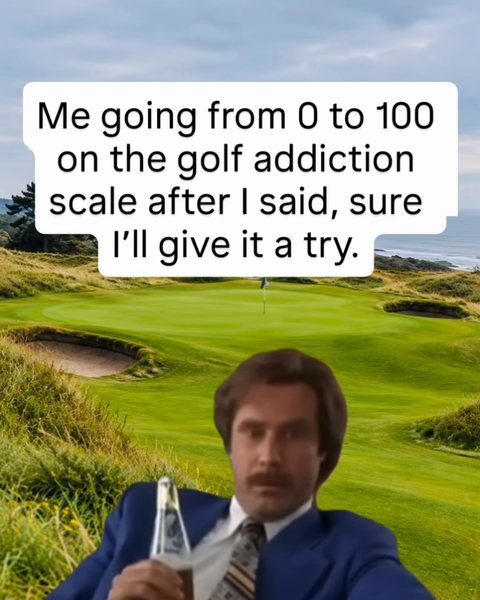 Me going from 0 to 100
on the golf addiction
scale after I said, sure
I’ll give it a try.